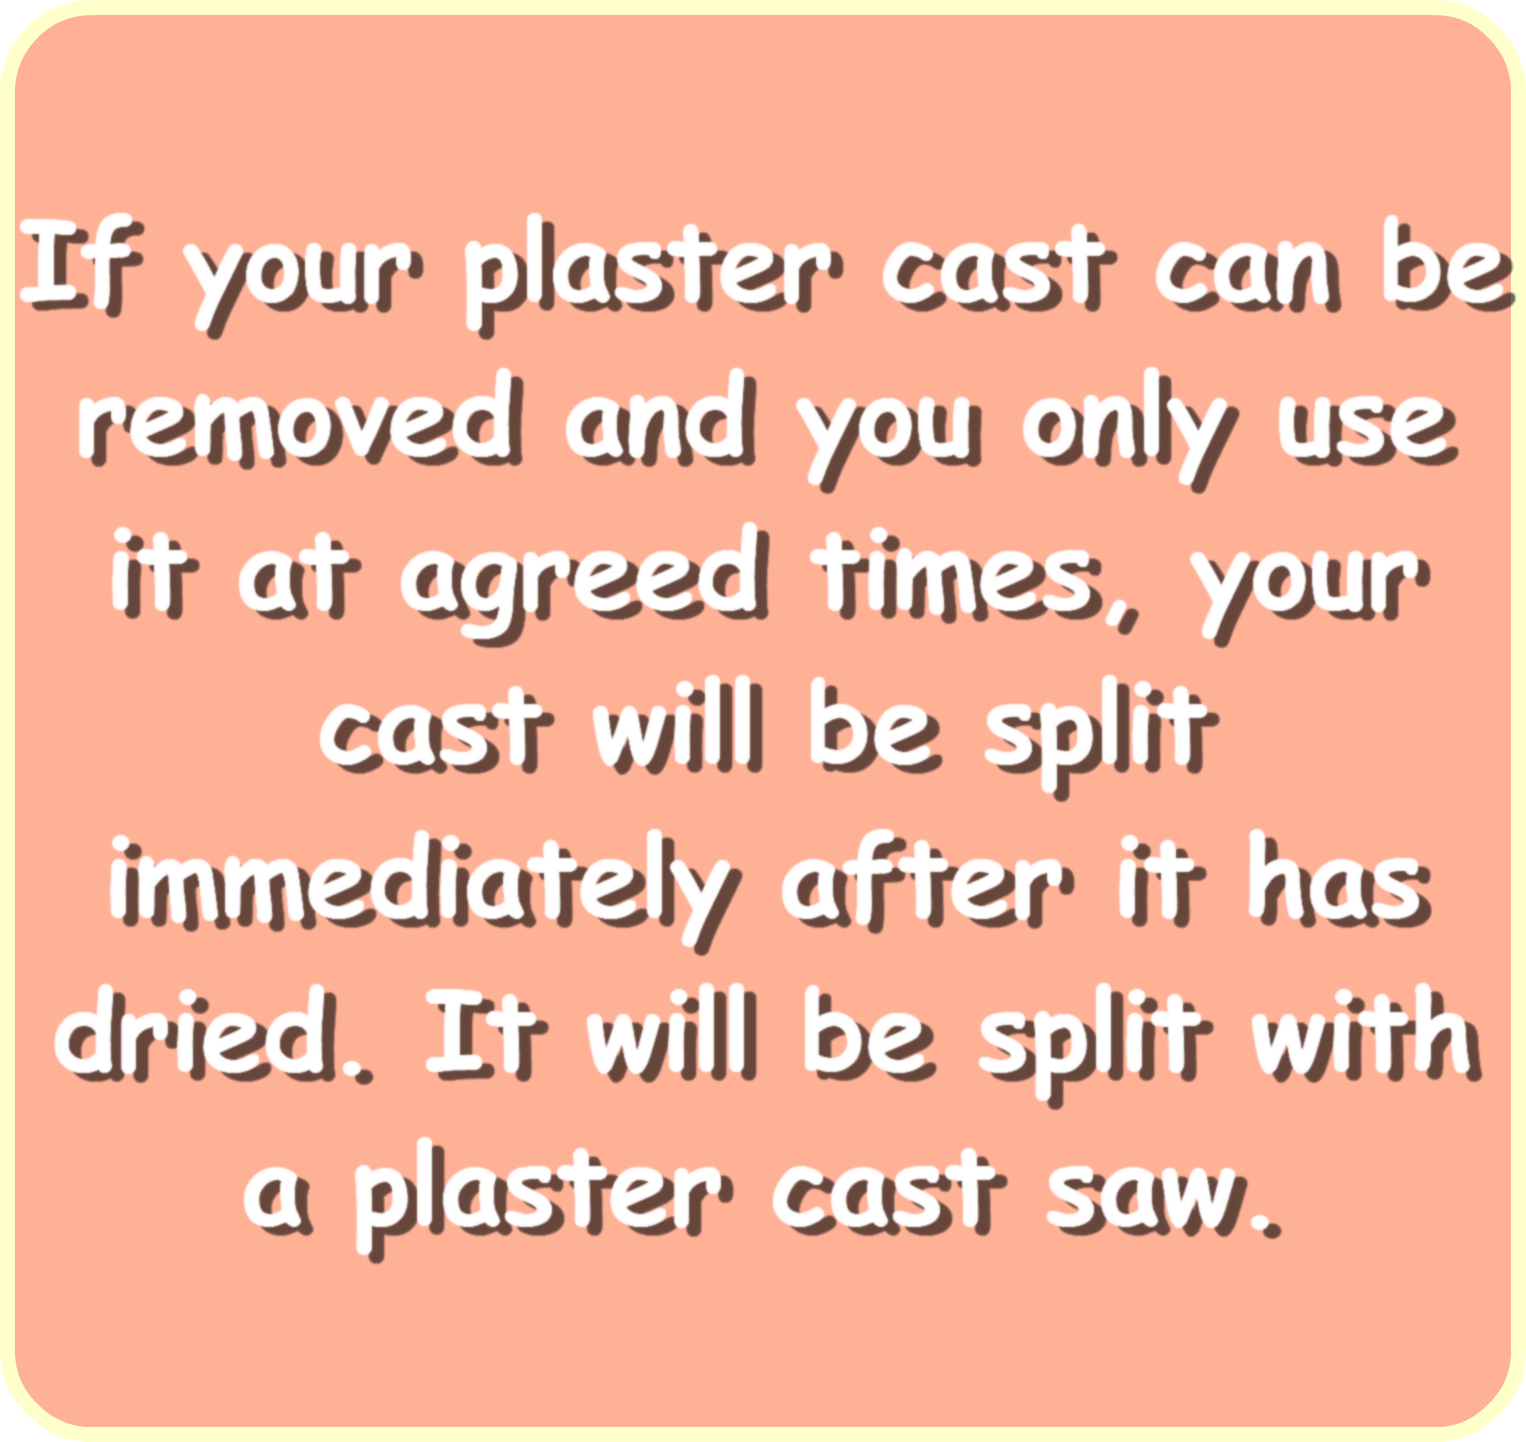 If your plaster cast can be
removed and you only use
it at agreed times, your
cast will be split
immediately after it has
dried. It will be split with
a plaster cast saw.